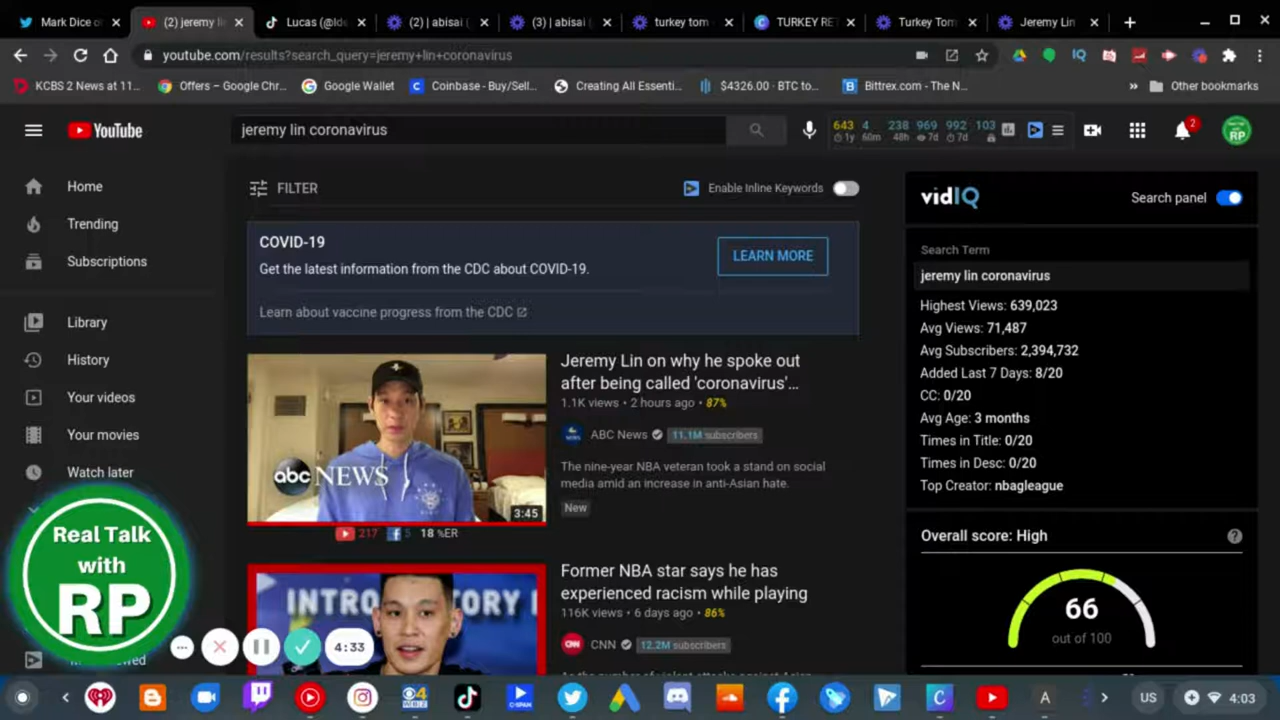 Mark Dice o
(2) jeremy li
Lucas (@Ide
(2) | abisai
(3) | abisai
turkey tom
TURKEY RE
Turkey Tom
Jeremy Lin
youtube.com/results?search_query=jeremy+lin+coronavirus
KCBS 2 News at 11...
Offers – Google Chr...
Google Wallet
Coinbase - Buy/Sell...
Creating All Essenti...
$4326.00 · BTC to...
Bittrex.com - The N...
Other bookmarks
YouTube
jeremy lin coronavirus
643 4 238 969 992 103
1y 60m 48h 7d 7d
2
RP
Home
Trending
Subscriptions
Library
History
Your videos
Your movies
Watch later
FILTER
Enable Inline Keywords
COVID-19
Get the latest information from the CDC about COVID-19.
LEARN MORE
Learn about vaccine progress from the CDC
abc NEWS
3:45
217 5 18 %ER
Jeremy Lin on why he spoke out
after being called 'coronavirus'...
1.1K views • 2 hours ago • 87%
ABC News 11.1M subscribers
The nine-year NBA veteran took a stand on social
media amid an increase in anti-Asian hate.
New
Former NBA star says he has
experienced racism while playing
116K views • 6 days ago • 86%
CNN 12.2M subscribers
vidIQ
Search panel
Search Term
jeremy lin coronavirus
Highest Views: 639,023
Avg Views: 71,487
Avg Subscribers: 2,394,732
Added Last 7 Days: 8/20
CC: 0/20
Avg Age: 3 months
Times in Title: 0/20
Times in Desc: 0/20
Top Creator: nbagleague
Overall score: High
66
out of 100
Real Talk
with
RP
4:33
US
4:03